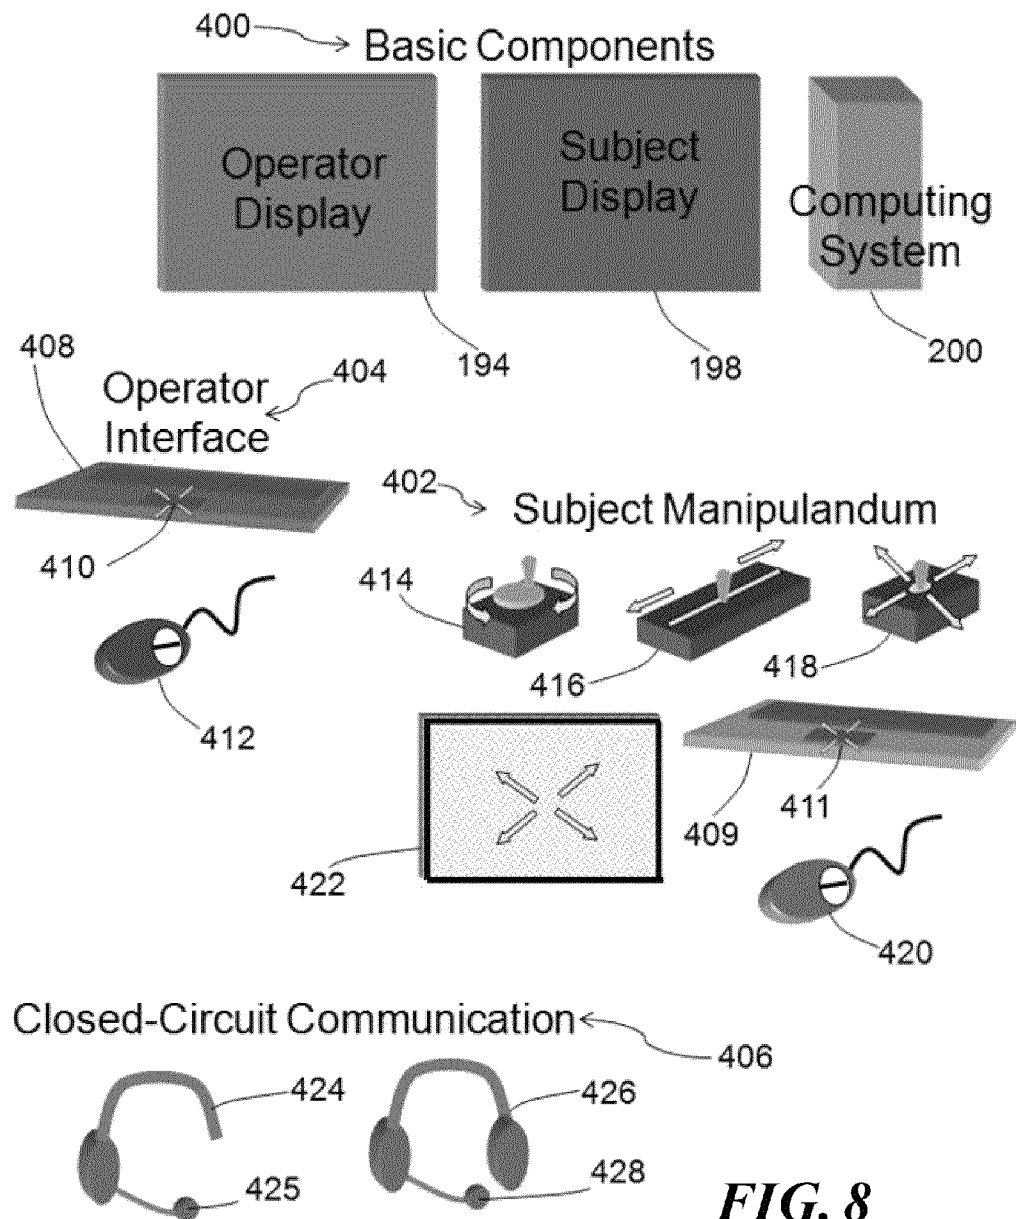 400
Basic Components
Operator
Display
Subject
Display
Computing
System
194
198
200
408
404
Operator
Interface
410
412
402
Subject Manipulandum
414
416
418
422
409
411
420
Closed-Circuit Communication
406
424
425
426
428
FIG. 8